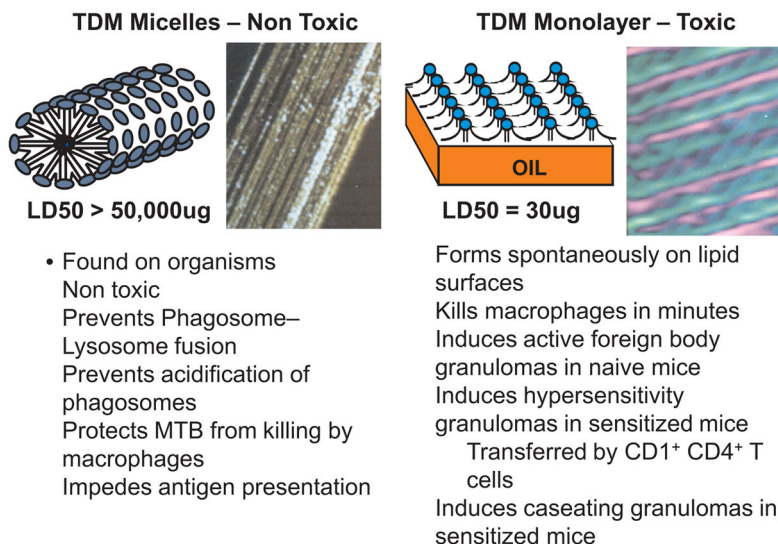 TDM Micelles – Non Toxic
LD50 > 50,000ug
• Found on organisms
Non toxic
Prevents Phagosome–
Lysosome fusion
Prevents acidification of
phagosomes
Protects MTB from killing by
macrophages
Impedes antigen presentation
TDM Monolayer – Toxic
OIL
LD50 = 30ug
Forms spontaneously on lipid
surfaces
Kills macrophages in minutes
Induces active foreign body
granulomas in naive mice
Induces hypersensitivity
granulomas in sensitized mice
Transferred by CD1⁺ CD4⁺ T
cells
Induces caseating granulomas in
sensitized mice